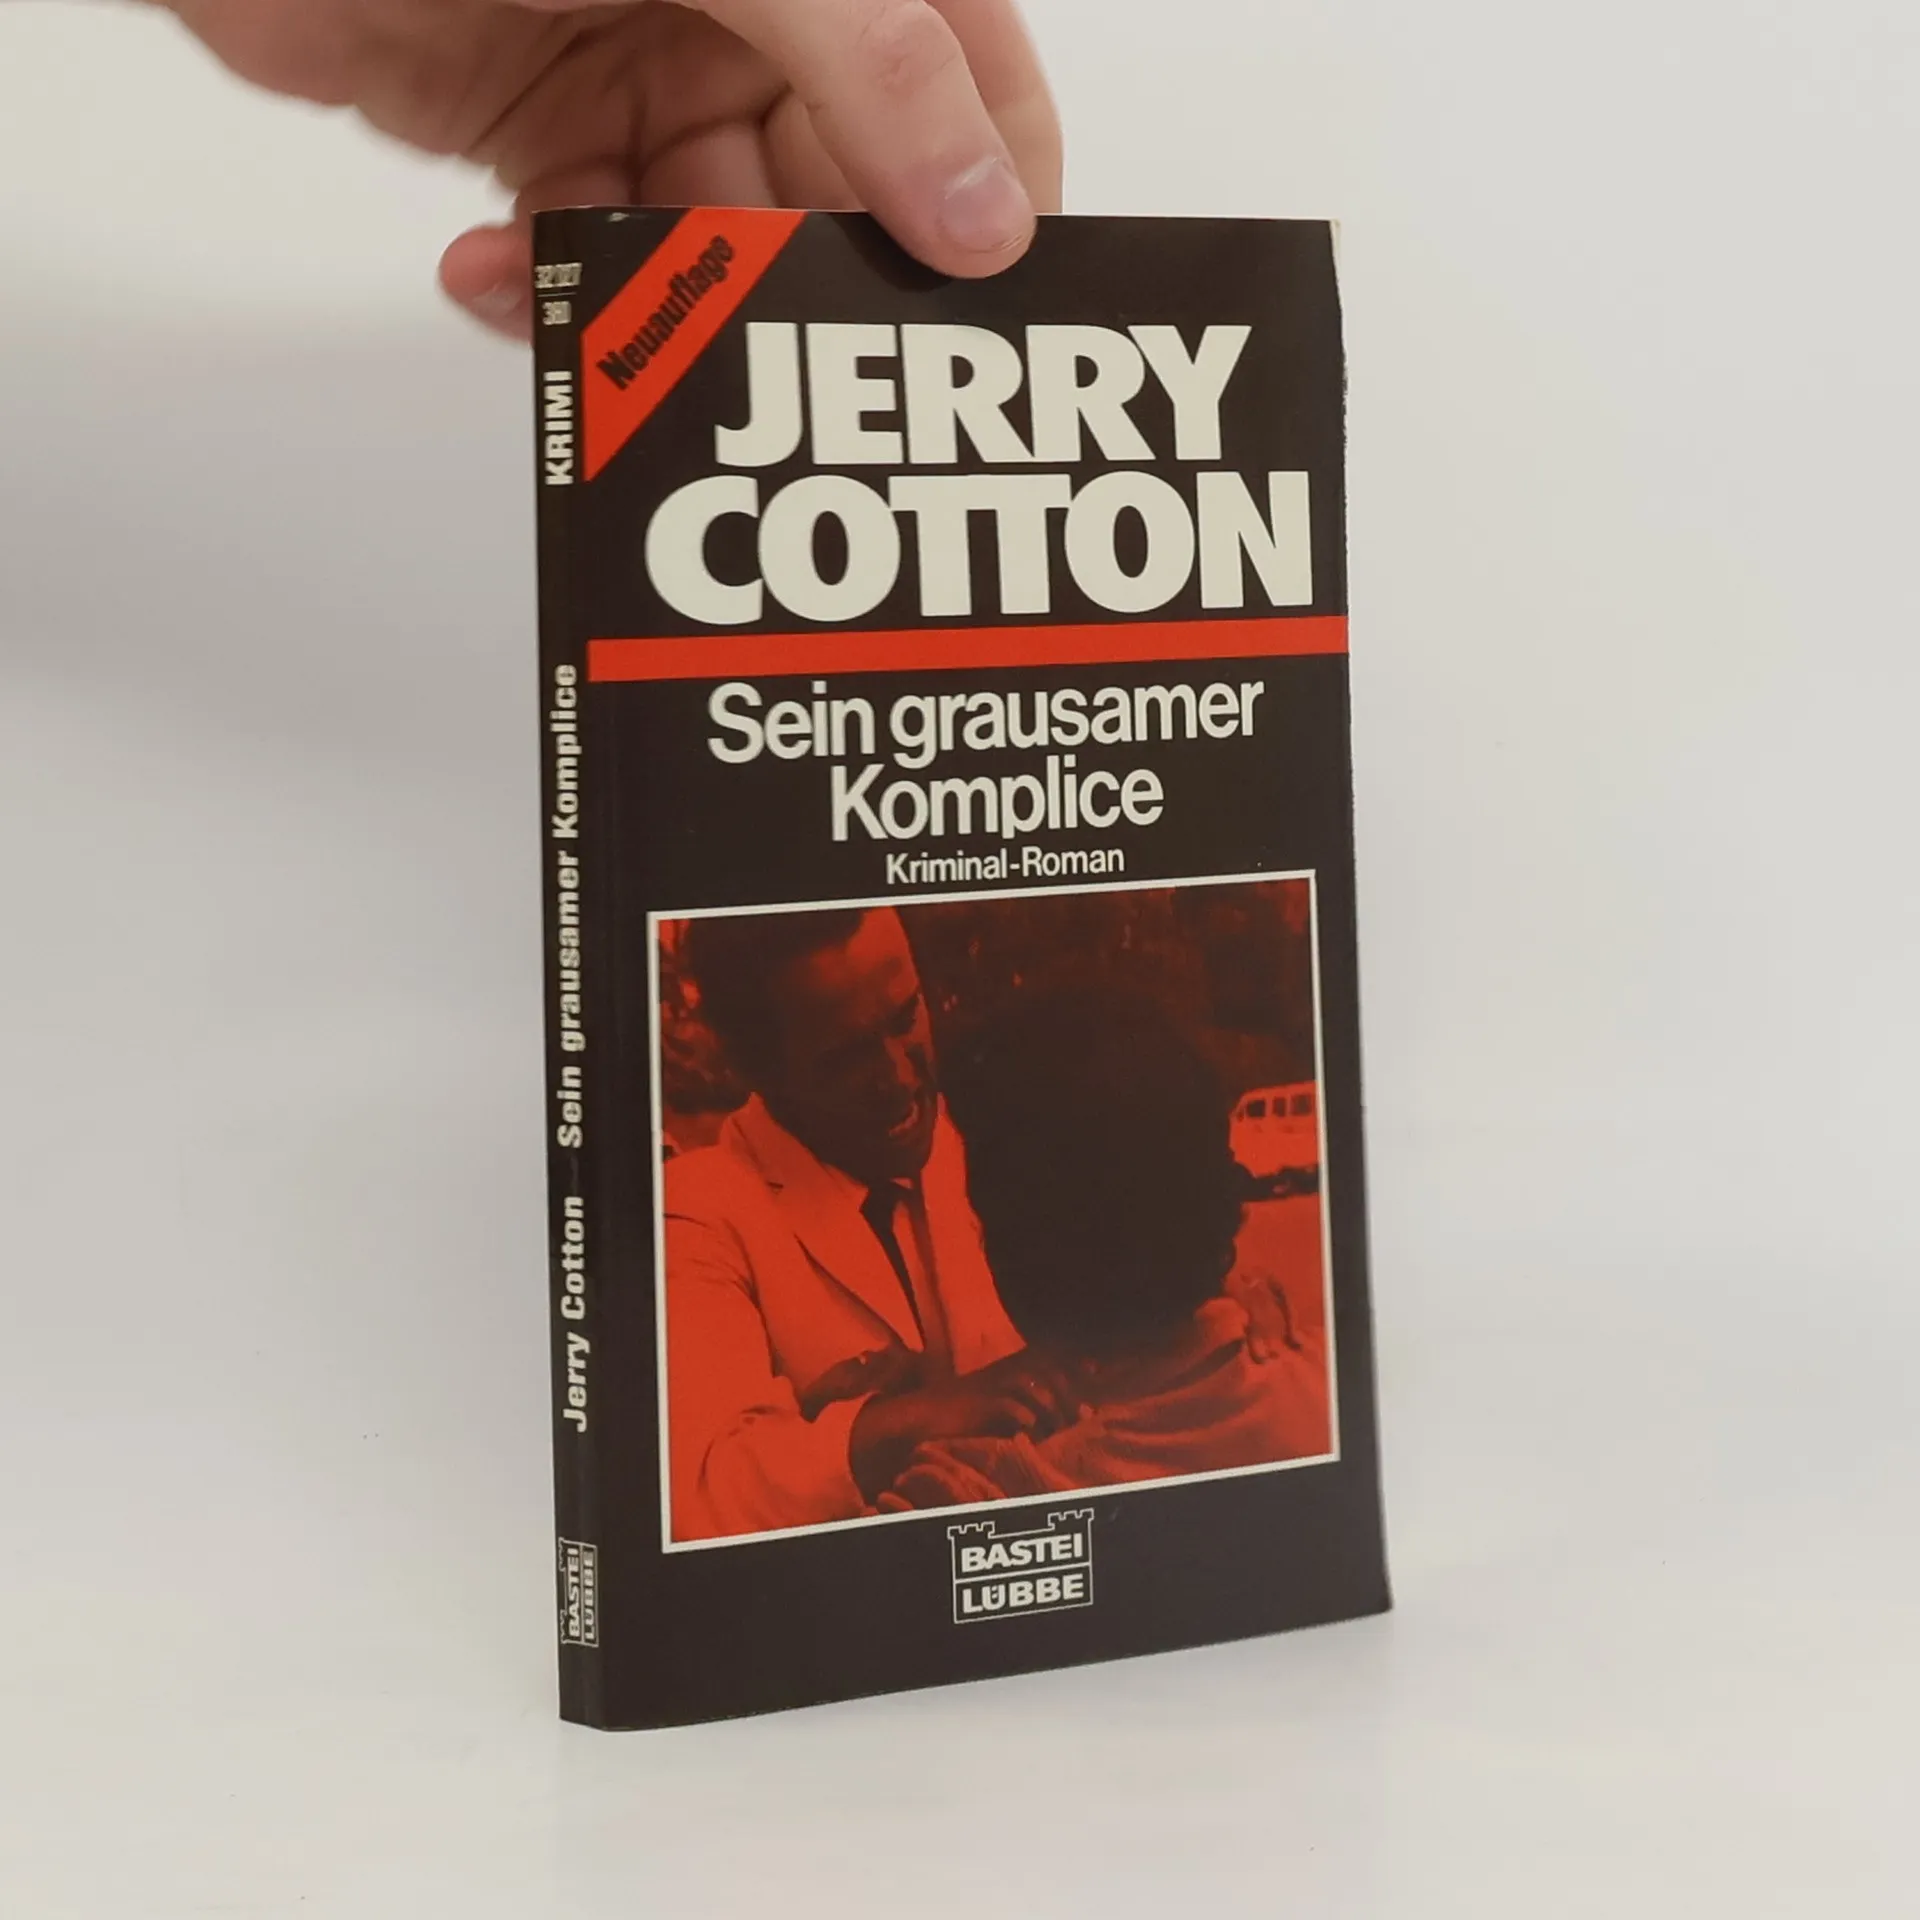 Neuauflage
JERRY
COTTON
Sein grausamer
Komplice
Kriminal-Roman
BASTEI
LÜBBE
KRIMI
Jerry Cotton Sein grausamer Komplice
BASTEI
LÜBBE